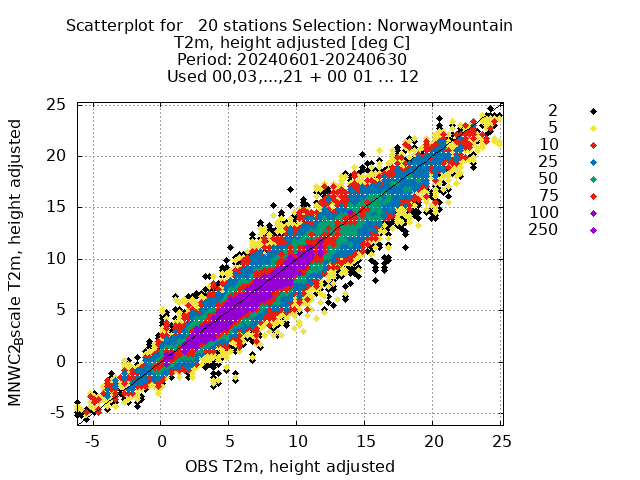 Scatterplot for   20 stations Selection: NorwayMountain
T2m, height adjusted [deg C]
Period: 20240601-20240630
Used 00,03,...,21 + 00 01 ... 12
MNWC2Bscale T2m, height adjusted
25
20
15
10
5
0
-5
-5 0 5 10 15 20 25
OBS T2m, height adjusted
2
5
10
25
50
75
100
250